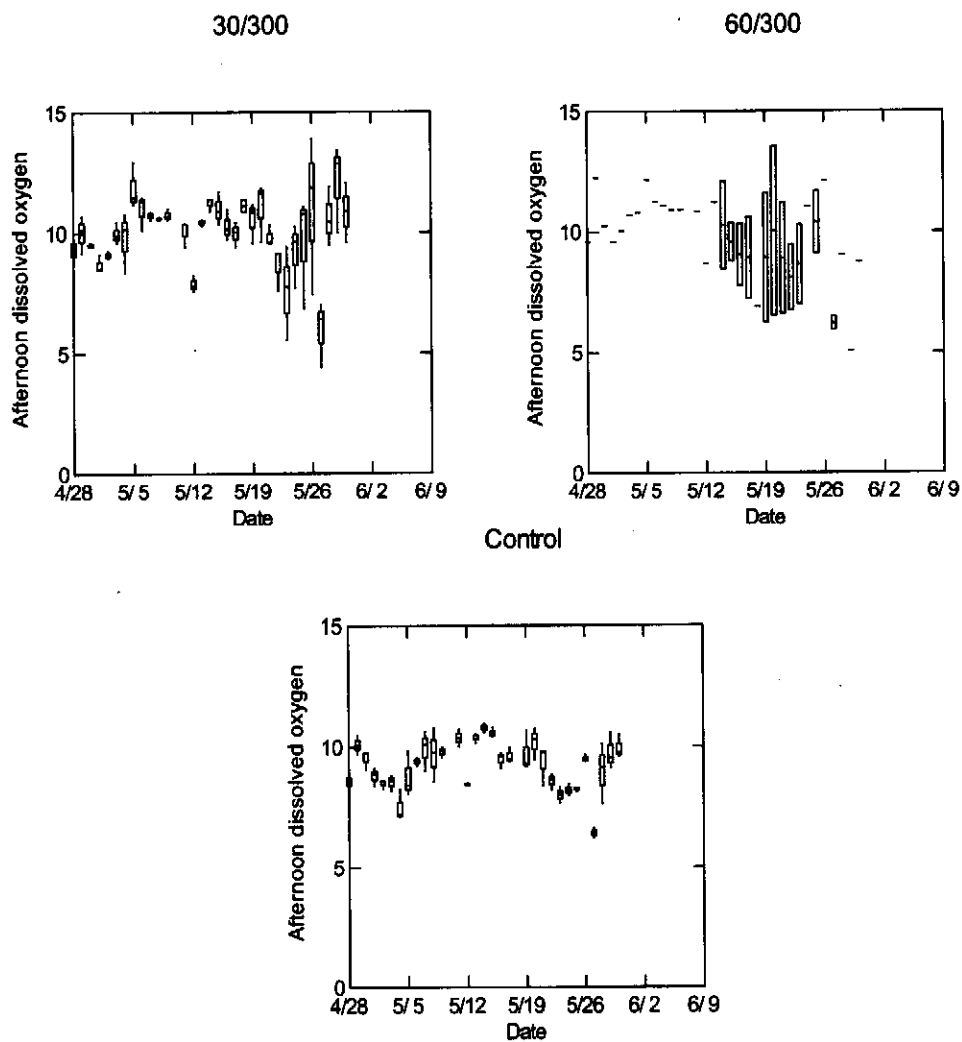 30/300
60/300
Afternoon dissolved oxygen
15
10
5
0
4/28 5/ 5 5/12 5/19 5/26 6/ 2 6/ 9
Date
Afternoon dissolved oxygen
15
10
5
0
4/28 5/ 5 5/12 5/19 5/26 6/ 2 6/ 9
Date
Control
Afternoon dissolved oxygen
15
10
5
0
4/28 5/ 5 5/12 5/19 5/26 6/ 2 6/ 9
Date